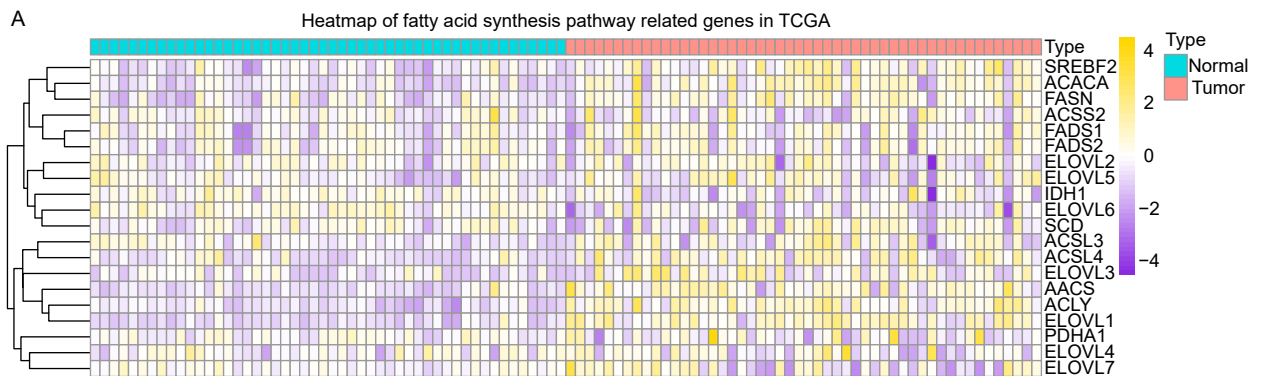 A
Heatmap of fatty acid synthesis pathway related genes in TCGA
Type
SREBF2
ACACA
FASN
ACSS2
FADS1
FADS2
ELOVL2
ELOVL5
IDH1
ELOVL6
SCD
ACSL3
ACSL4
ELOVL3
AACS
ACLY
ELOVL1
PDHA1
ELOVL4
ELOVL7
4
2
0
−2
−4
Type
Normal
Tumor